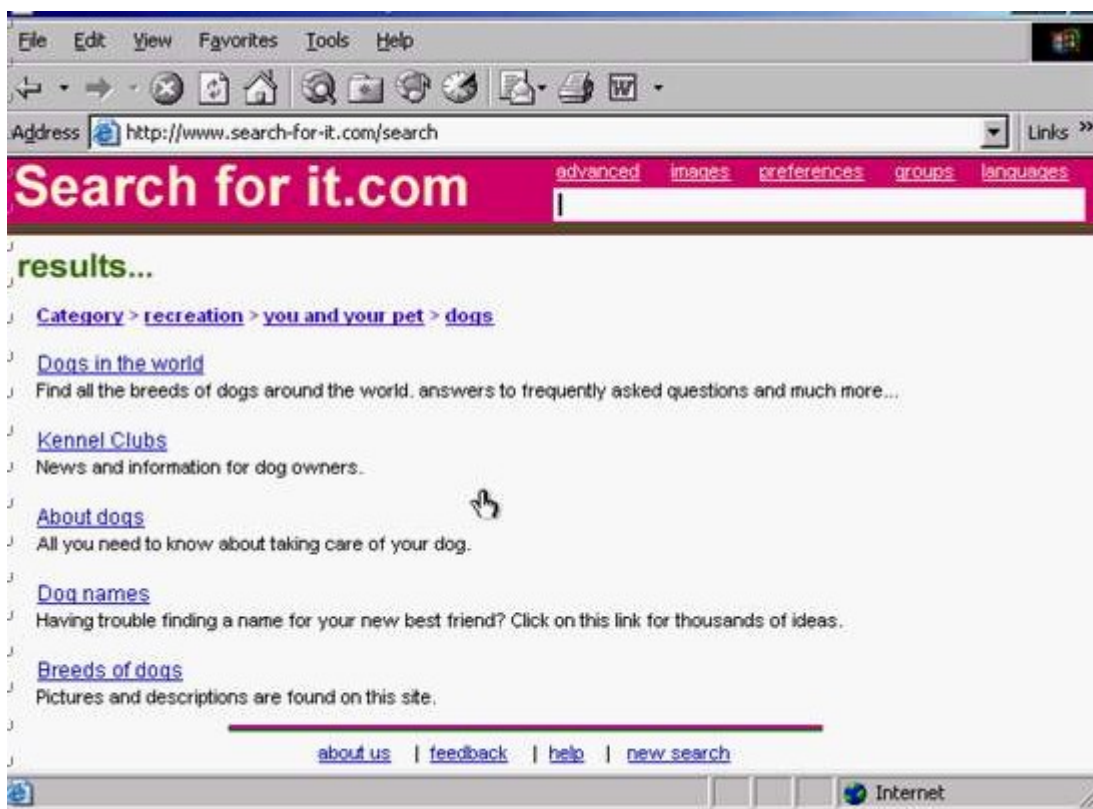 File Edit View Favorites Tools Help
Address http://www.search-for-it.com/search Links »
Search for it.com
advanced images preferences groups languages
results...
Category > recreation > you and your pet > dogs
Dogs in the world
Find all the breeds of dogs around the world. answers to frequently asked questions and much more...
Kennel Clubs
News and information for dog owners.
About dogs
All you need to know about taking care of your dog.
Dog names
Having trouble finding a name for your new best friend? Click on this link for thousands of ideas.
Breeds of dogs
Pictures and descriptions are found on this site.
about us | feedback | help | new search
Internet